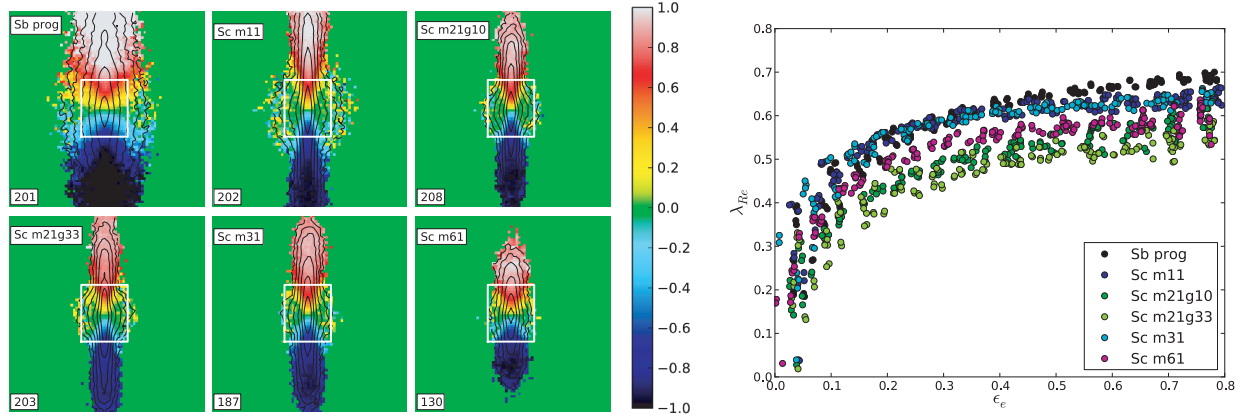 Sb prog
201
Sc m11
202
Sc m21g10
208
Sc m21g33
203
Sc m31
187
Sc m61
130
1.0
0.8
0.6
0.4
0.2
0.0
−0.2
−0.4
−0.6
−0.8
−1.0
0.8
0.7
0.6
0.5
0.4
0.3
0.2
0.1
0.0
λRe
0.0 0.1 0.2 0.3 0.4 0.5 0.6 0.7 0.8
ϵe
Sb prog
Sc m11
Sc m21g10
Sc m21g33
Sc m31
Sc m61